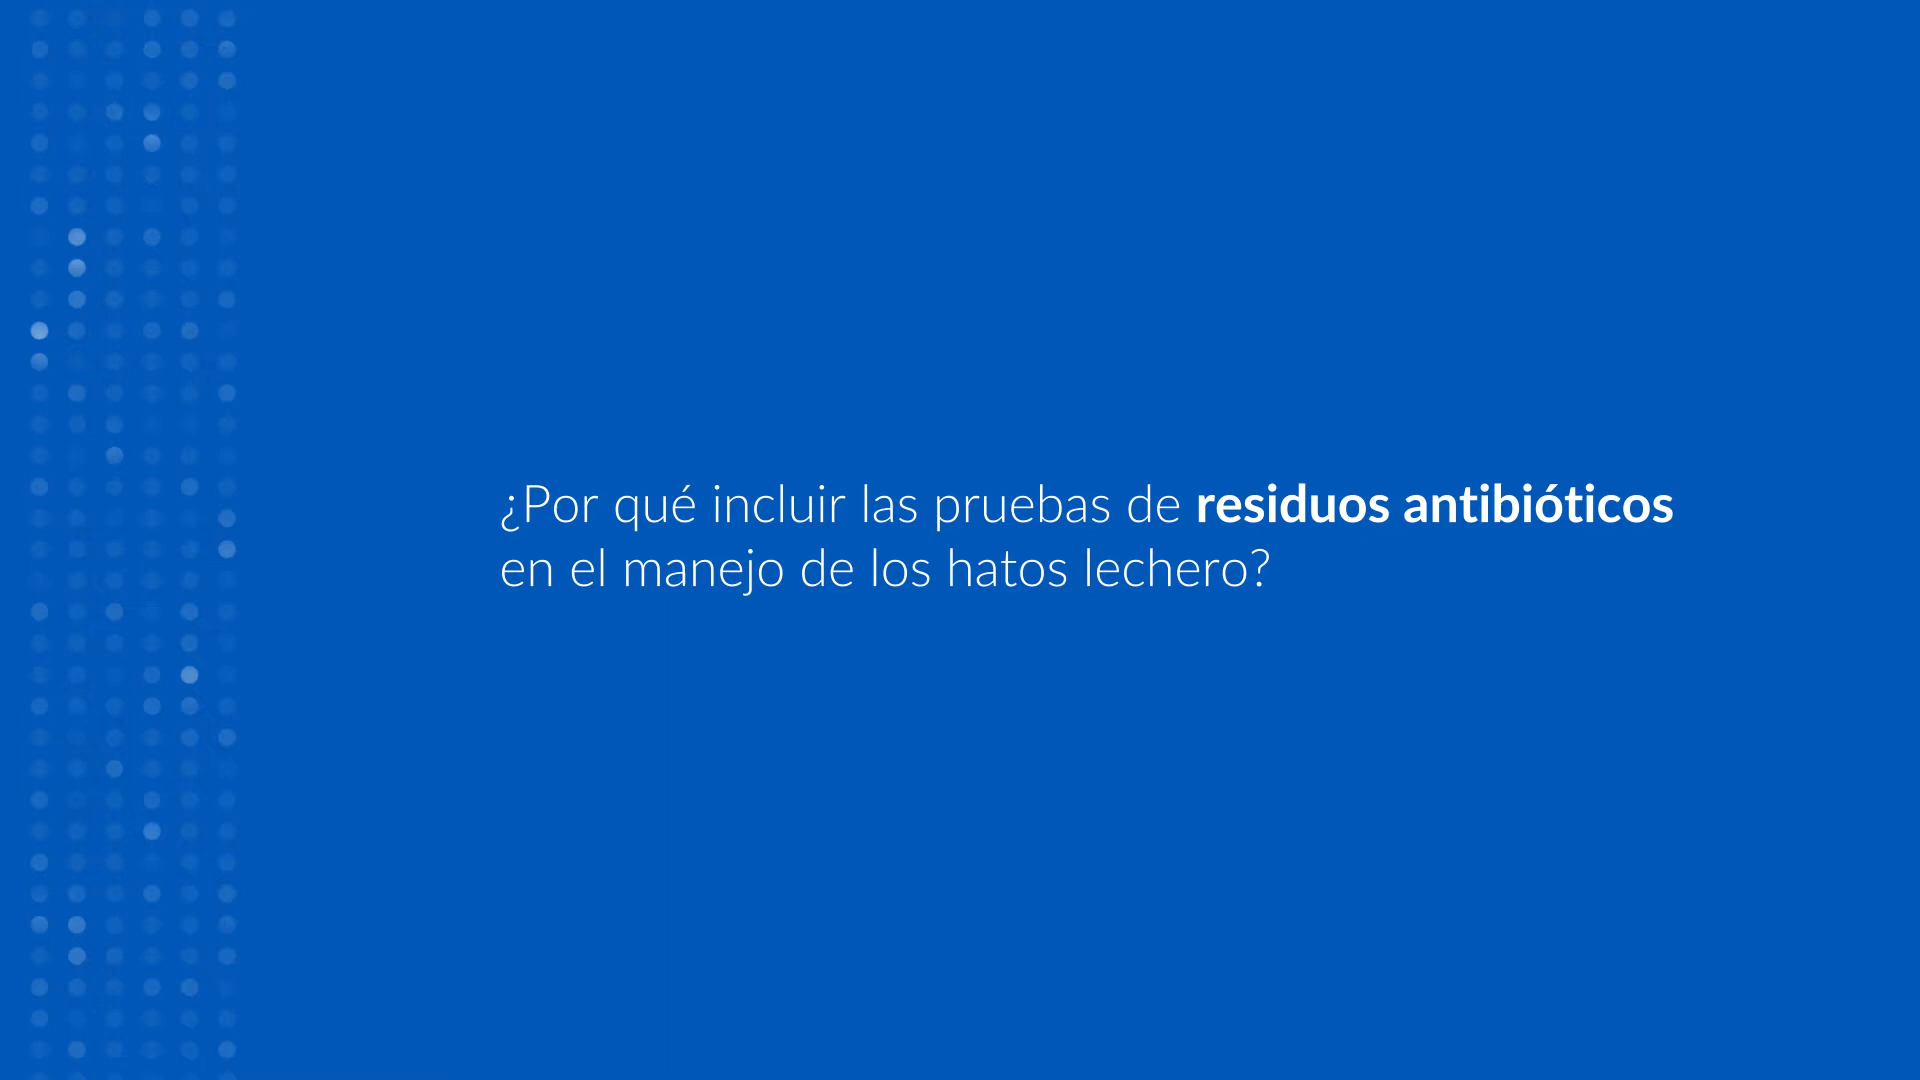 ¿Por qué incluir las pruebas de residuos antibióticos
en el manejo de los hatos lechero?